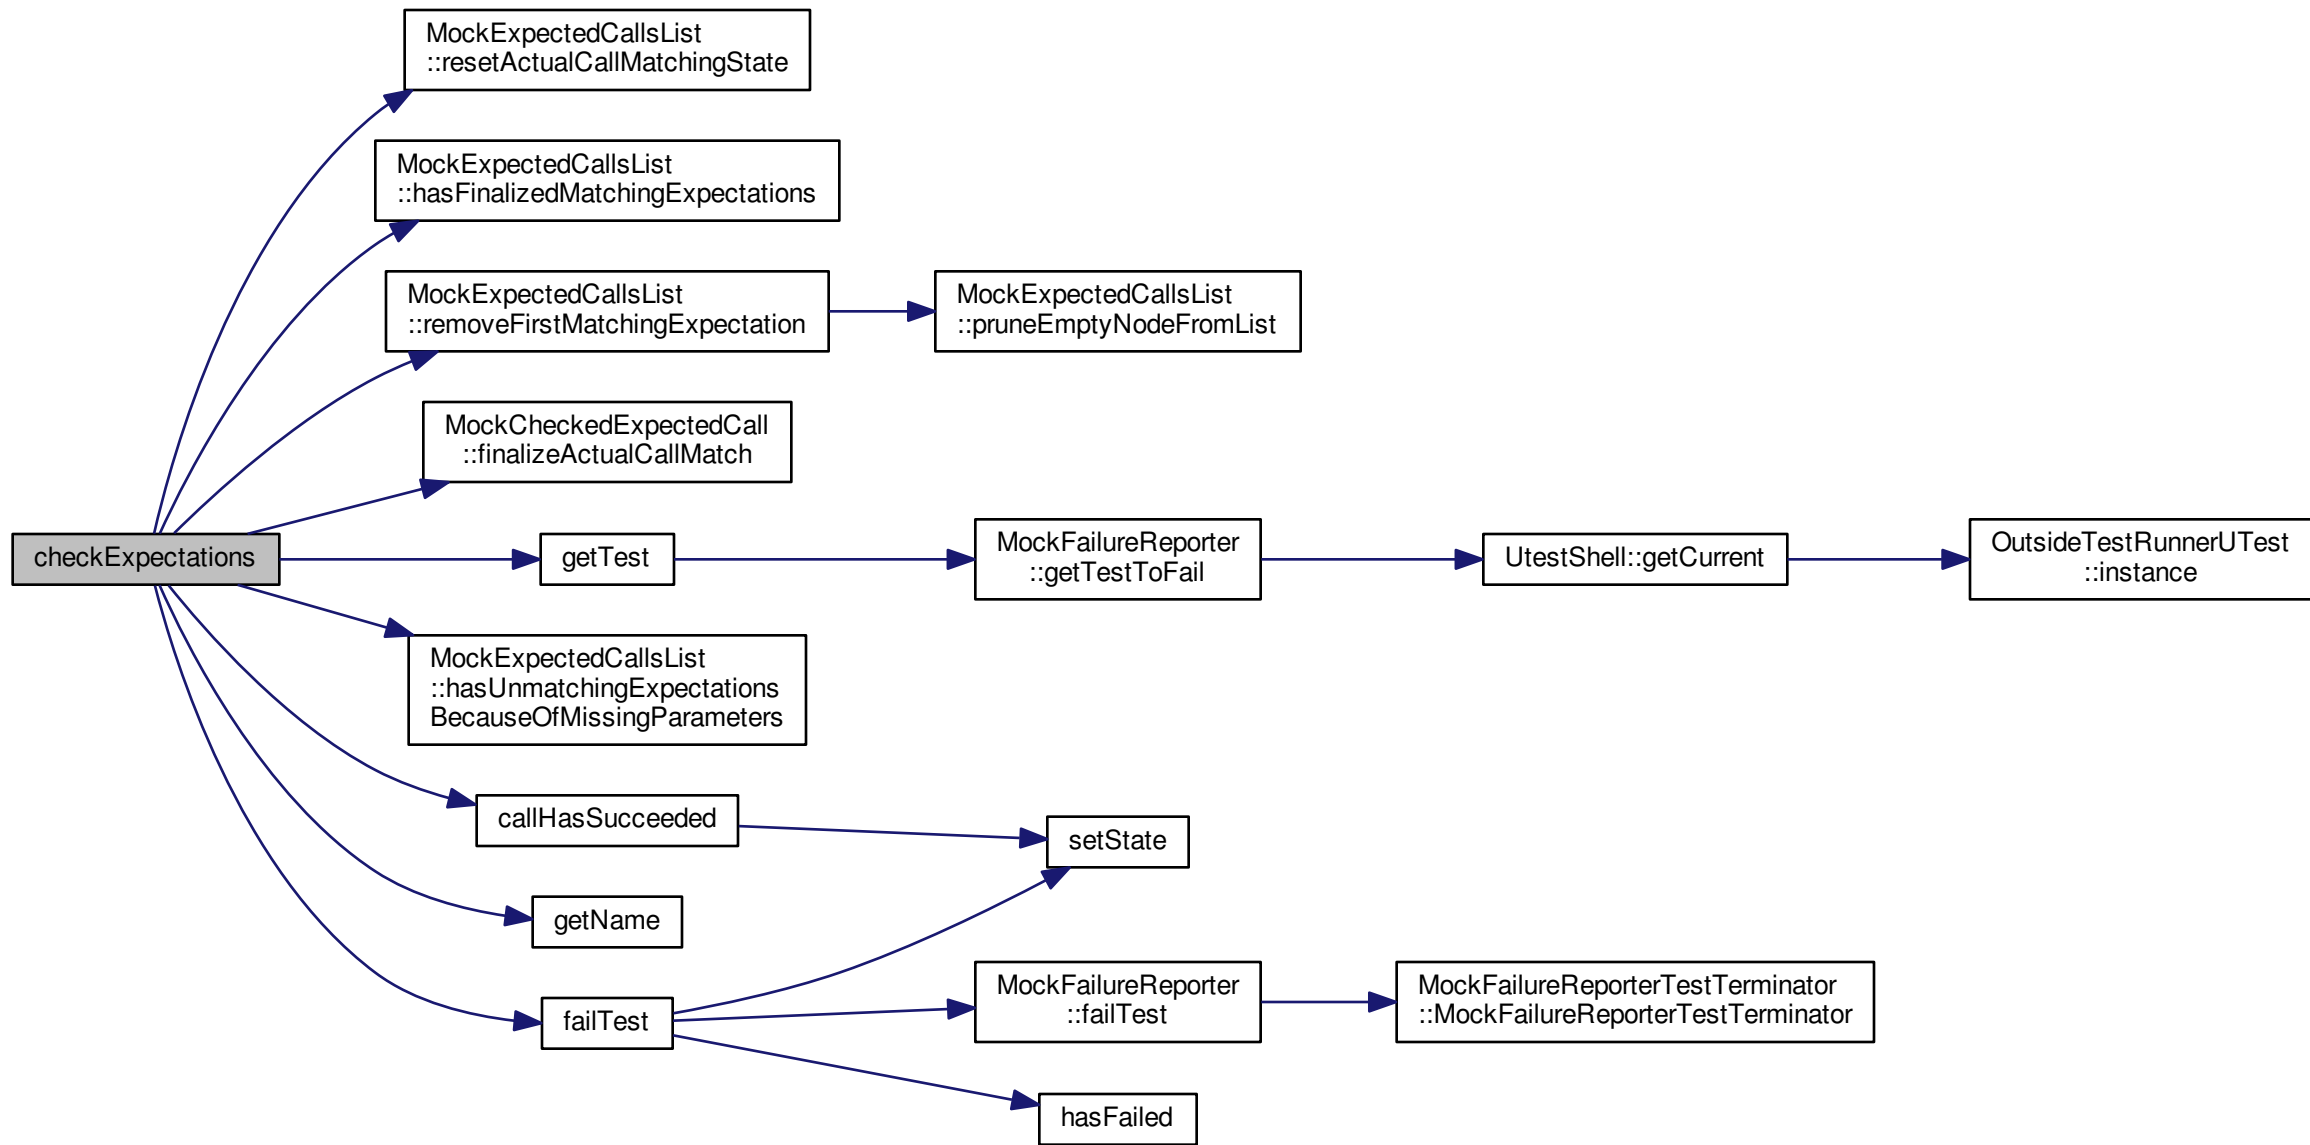 MockExpectedCallsList
::resetActualCallMatchingState
MockExpectedCallsList
::hasFinalizedMatchingExpectations
MockExpectedCallsList
::removeFirstMatchingExpectation
MockExpectedCallsList
::pruneEmptyNodeFromList
MockCheckedExpectedCall
::finalizeActualCallMatch
checkExpectations
getTest
MockFailureReporter
::getTestToFail
UtestShell::getCurrent
OutsideTestRunnerUTest
::instance
MockExpectedCallsList
::hasUnmatchingExpectations
BecauseOfMissingParameters
callHasSucceeded
setState
getName
failTest
MockFailureReporter
::failTest
MockFailureReporterTestTerminator
::MockFailureReporterTestTerminator
hasFailed